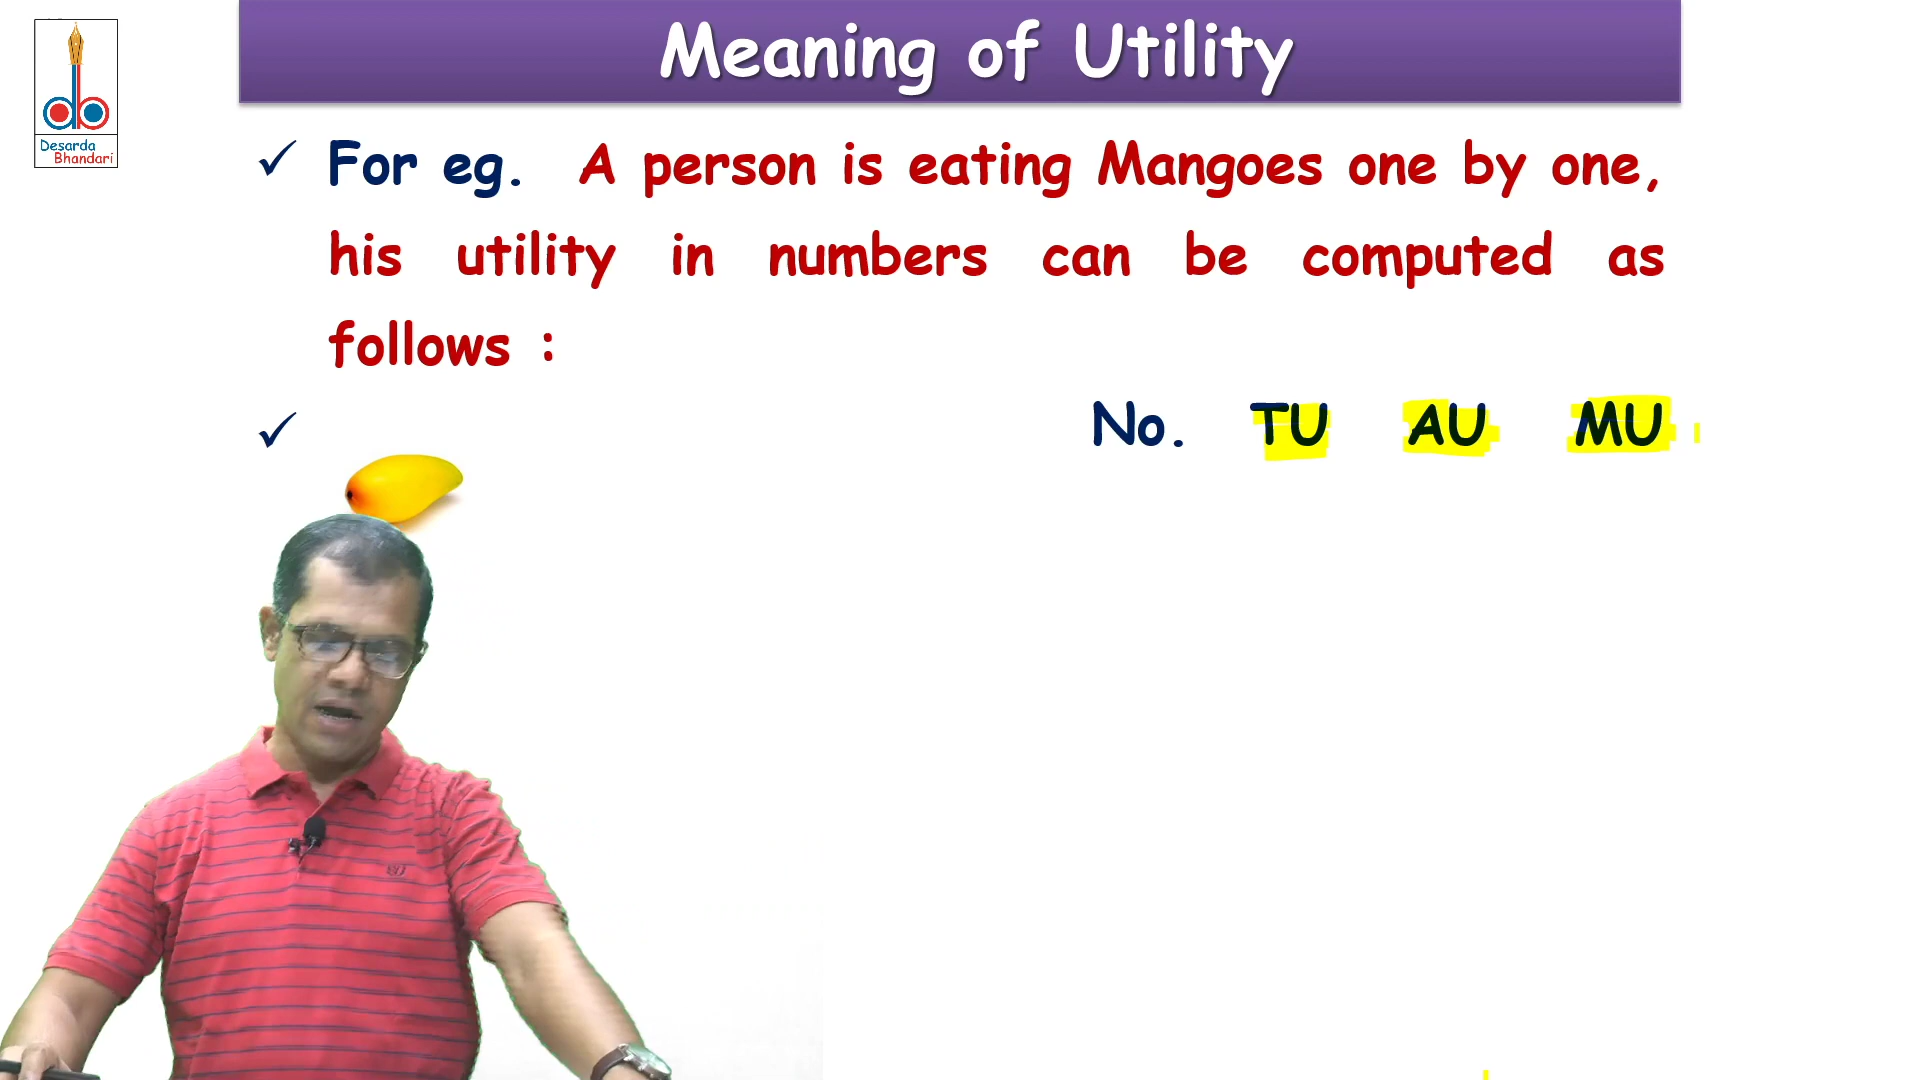 Meaning of Utility
Desarda
Bhandari
✓ For eg. A person is eating Mangoes one by one,
his utility in numbers can be computed as
follows :
✓ No. TU AU MU